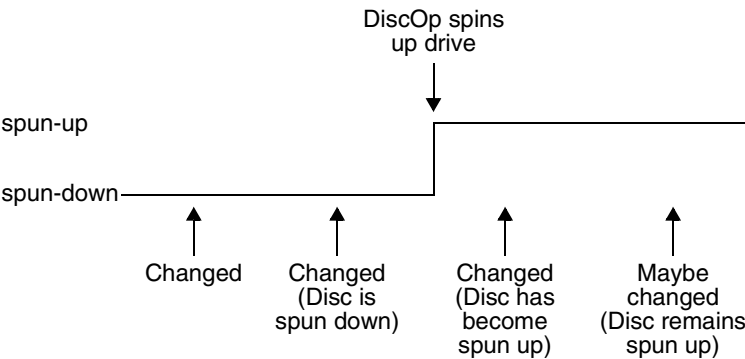 DiscOp spins
up drive
spun-up
spun-down
Changed
Changed
(Disc is
spun down)
Changed
(Disc has
become
spun up)
Maybe
changed
(Disc remains
spun up)